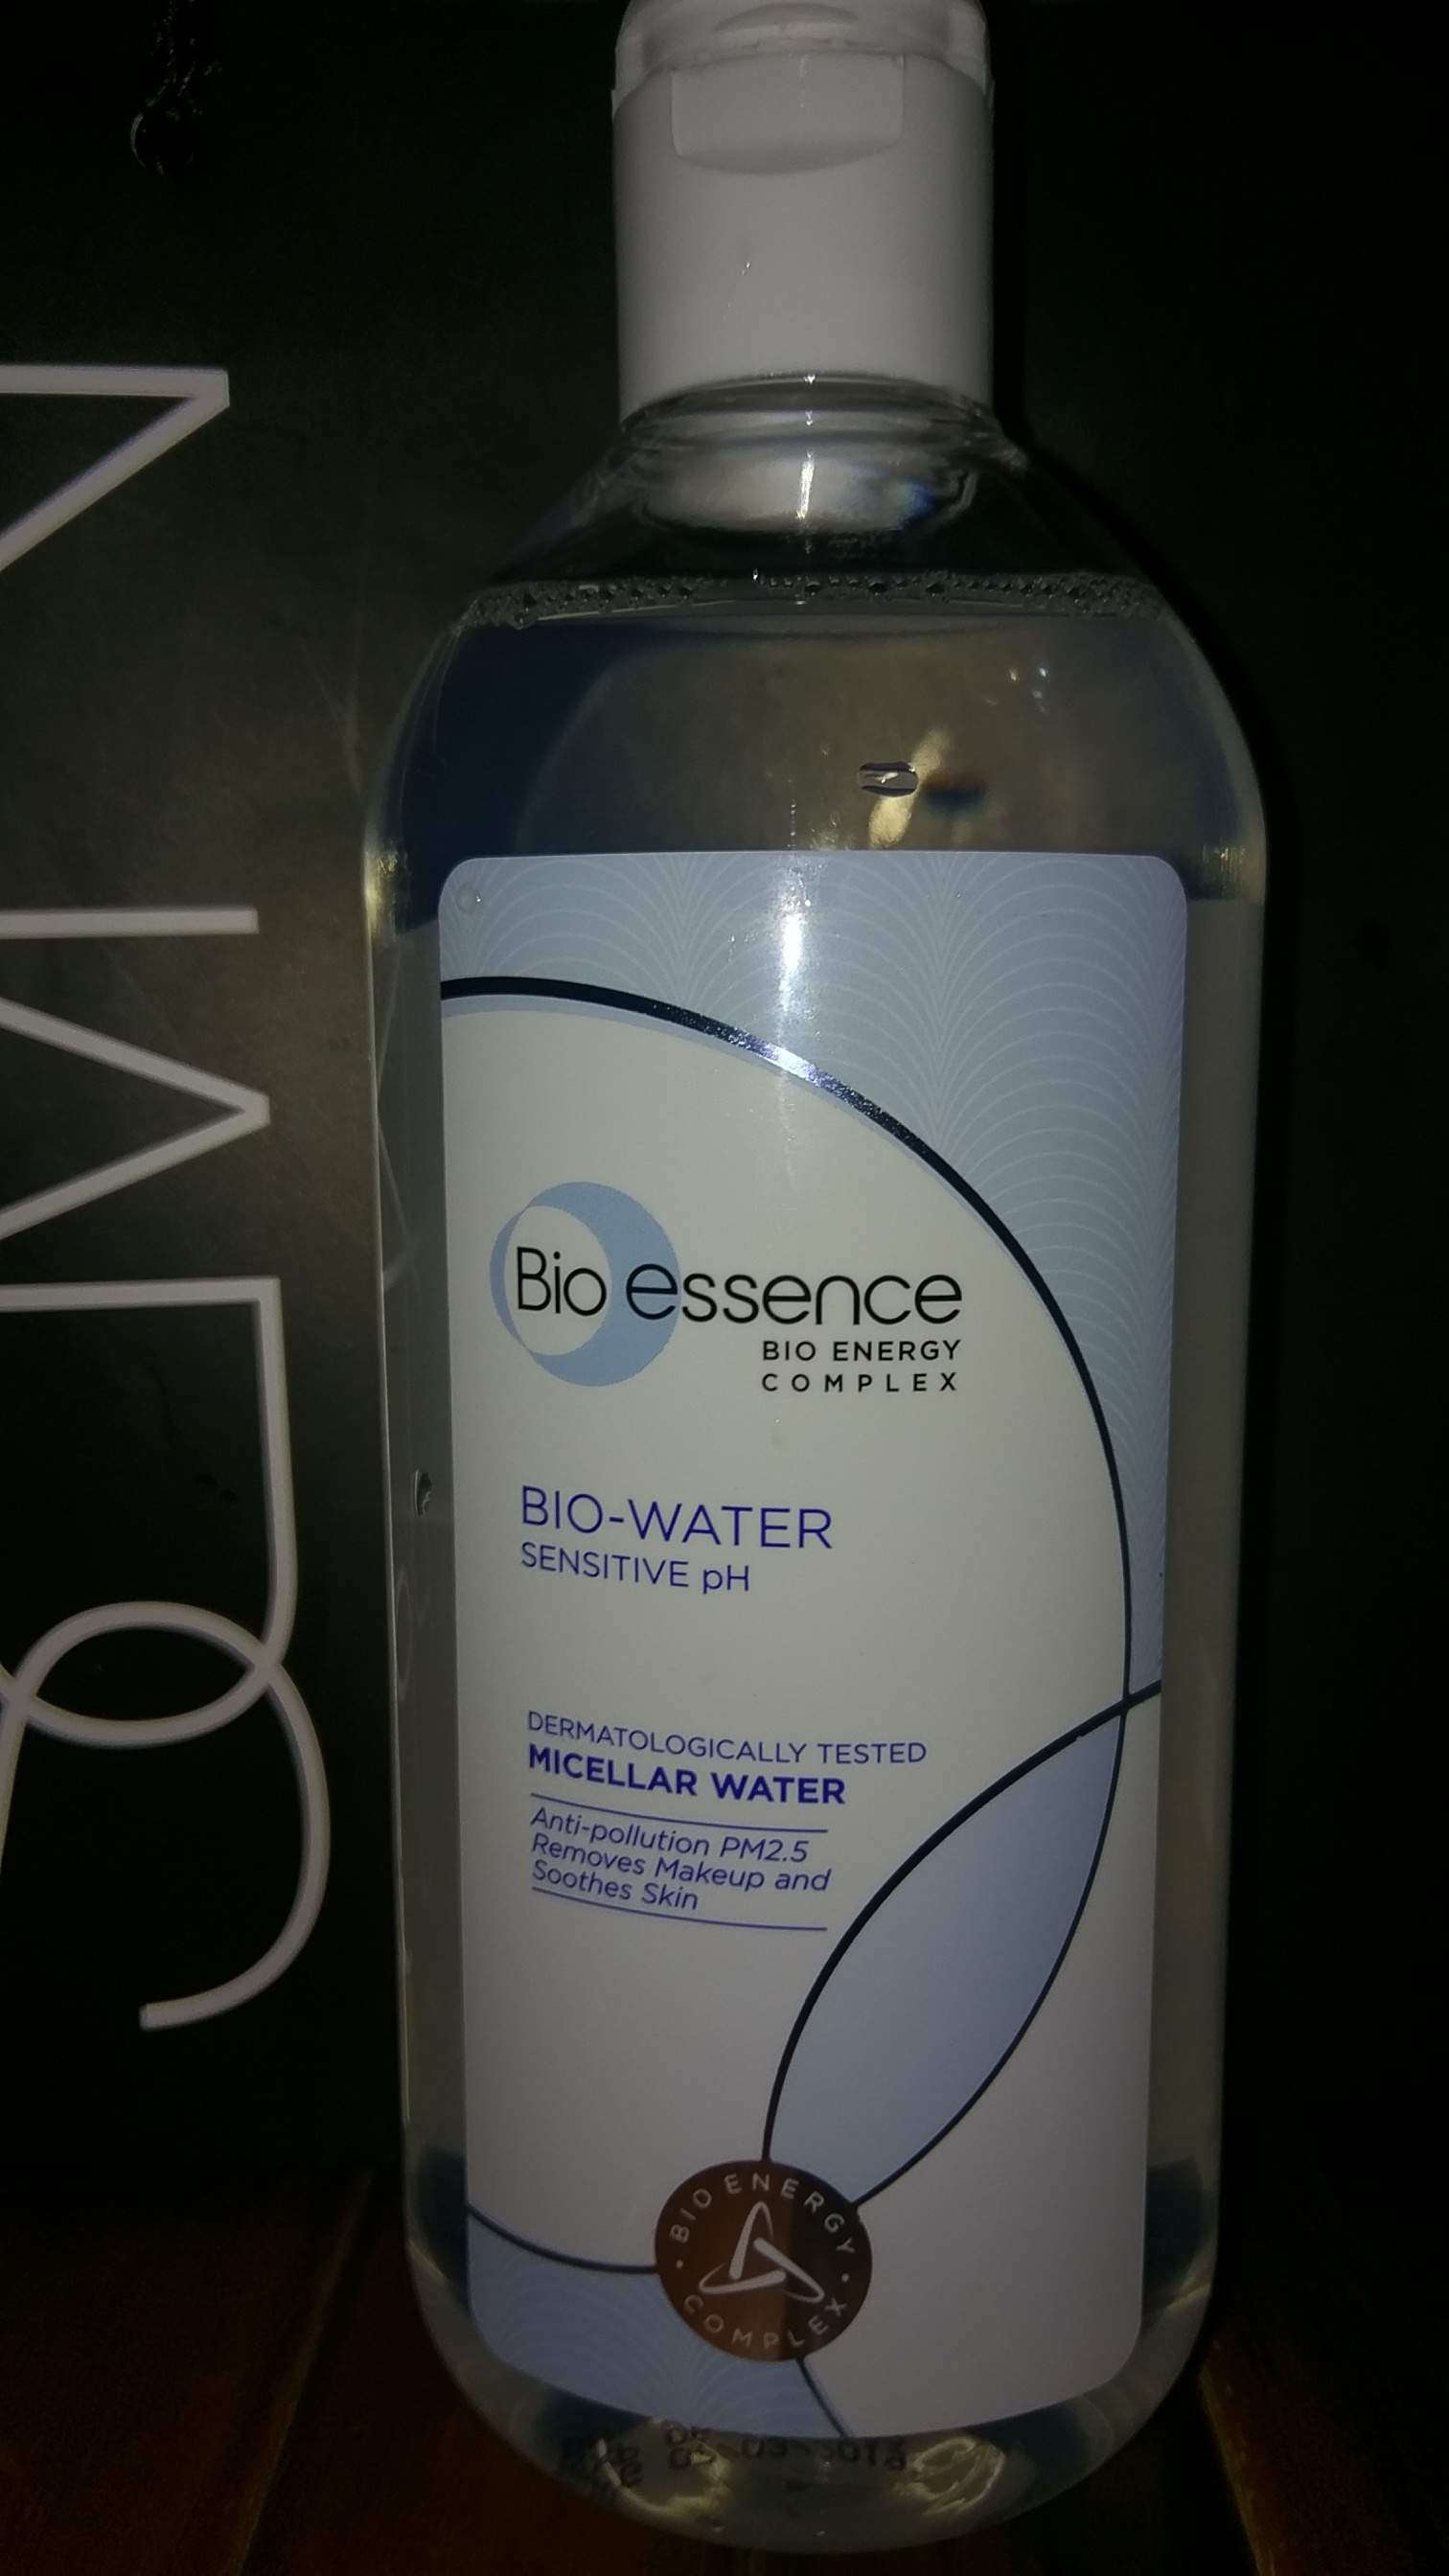 Bio essence
BIO ENERGY
COMPLEX
BIO-WATER
SENSITIVE pH
DERMATOLOGICALLY TESTED
MICELLAR WATER
Anti-pollution PM2.5
Removes Makeup and
Soothes Skin
BIO ENERGY
COMPLEX